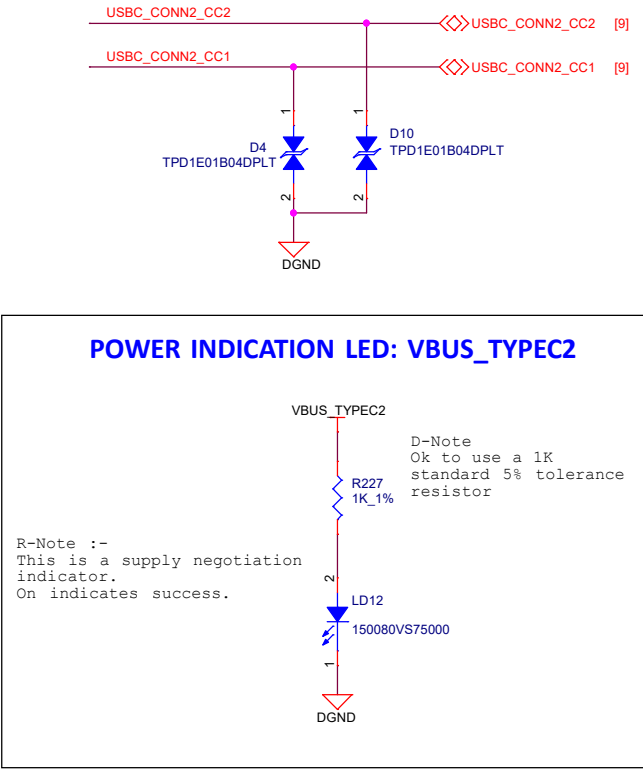 USBC_CONN2_CC2
USBC_CONN2_CC2 [9]
USBC_CONN2_CC1
USBC_CONN2_CC1 [9]
1
1
D4
TPD1E01B04DPLT
D10
TPD1E01B04DPLT
2
2
DGND
POWER INDICATION LED: VBUS_TYPEC2
VBUS_TYPEC2
D-Note
Ok to use a 1K
standard 5% tolerance
resistor
R227
1K_1%
R-Note :-
This is a supply negotiation
indicator.
On indicates success.
2
LD12
150080VS75000
1
DGND